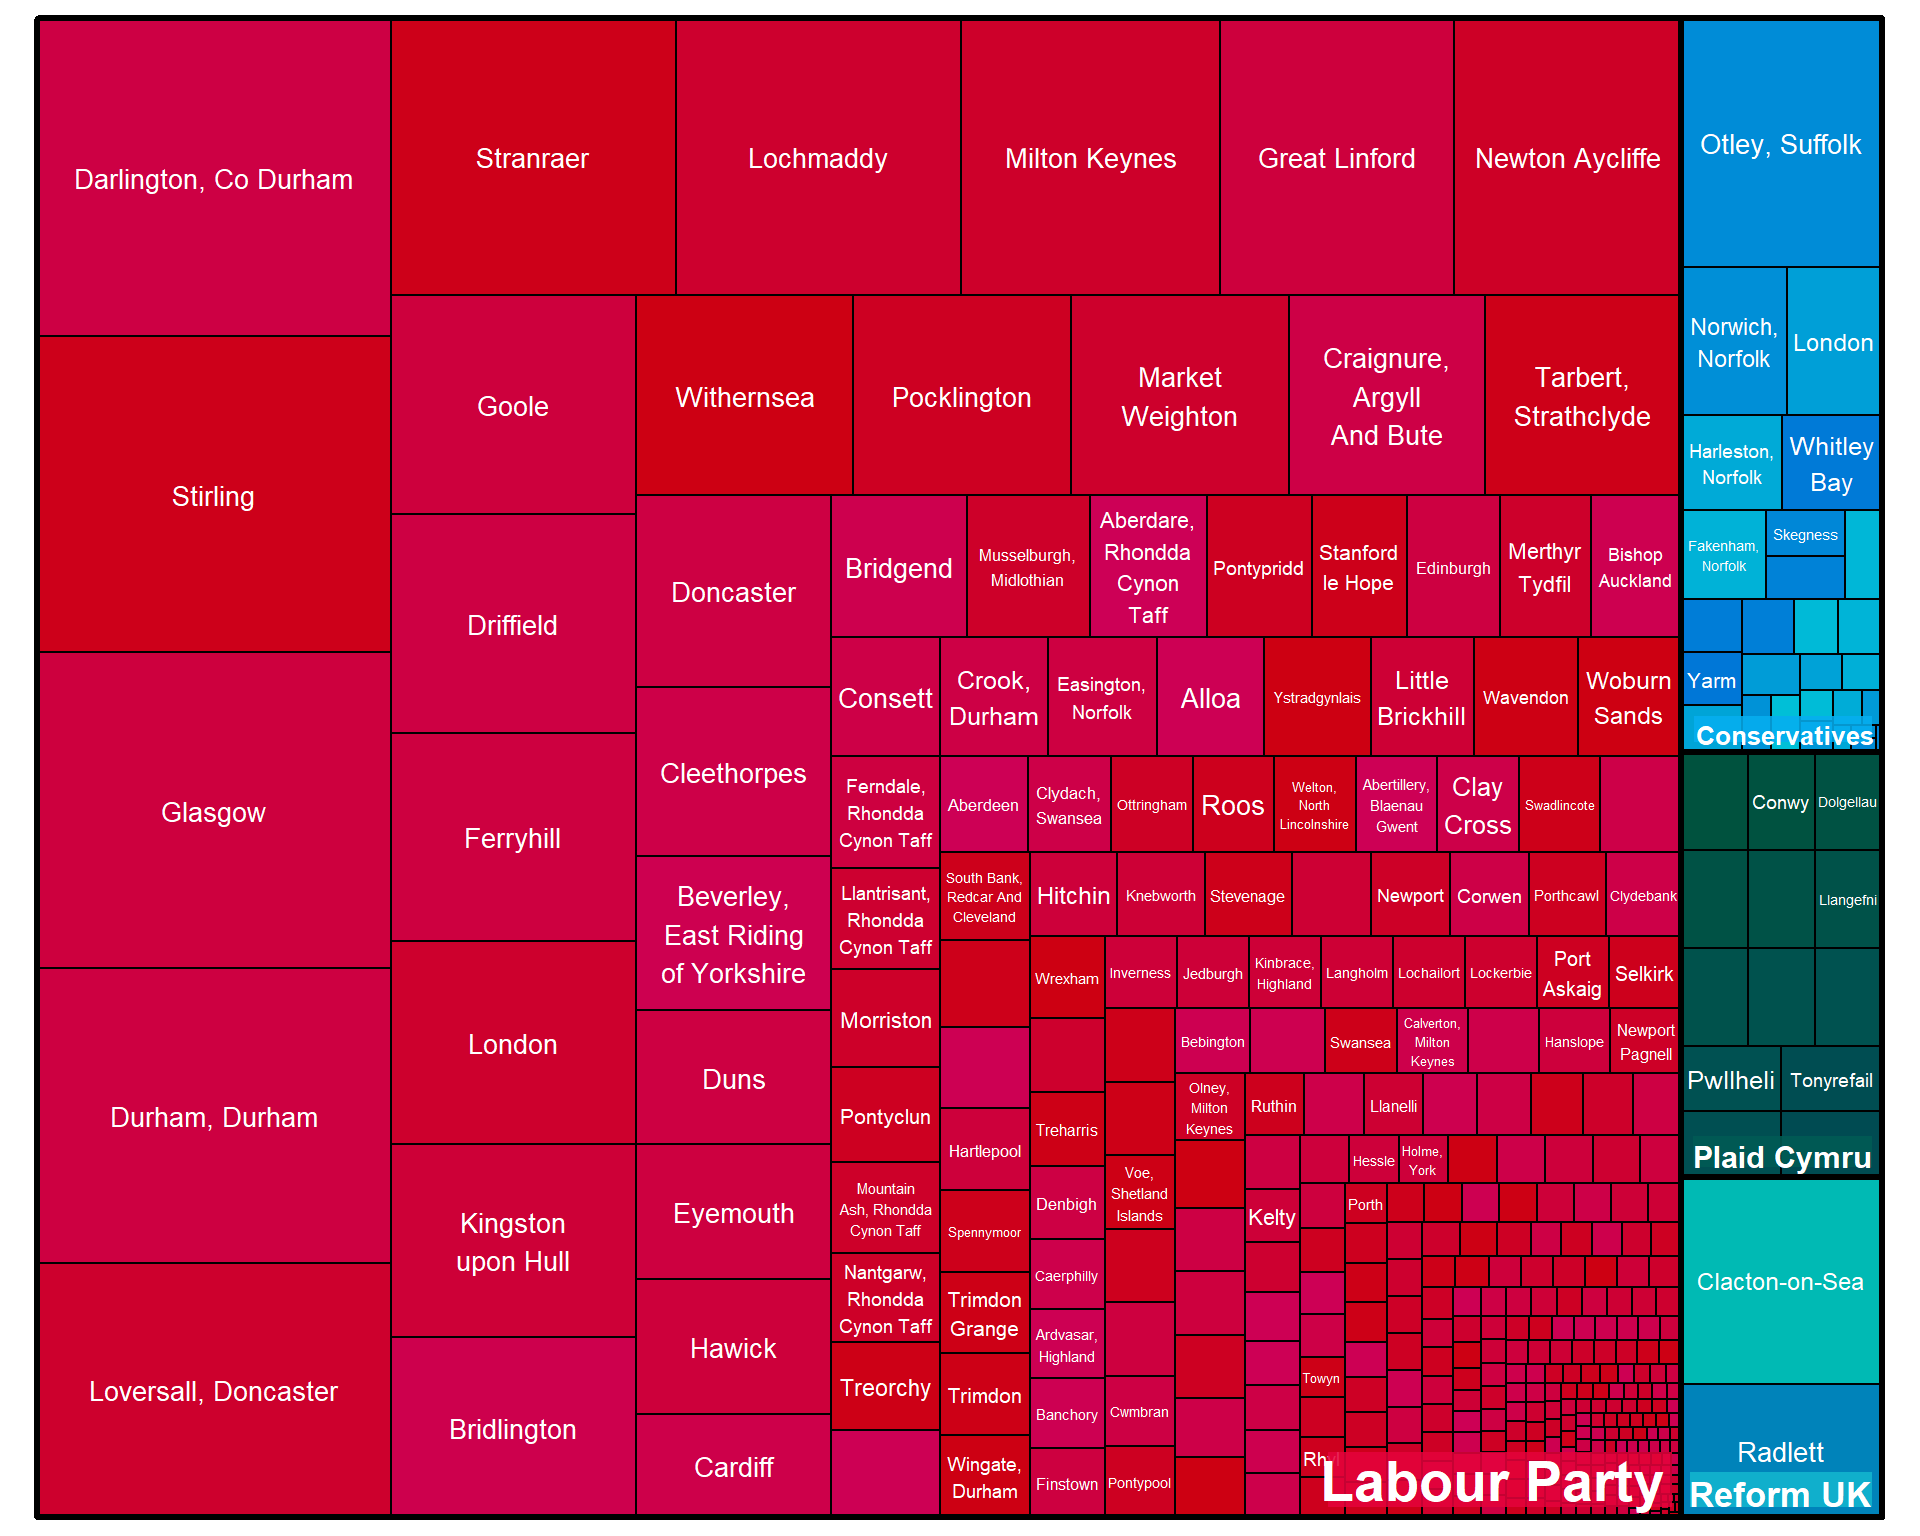 Darlington, Co Durham
Stranraer
Lochmaddy
Milton Keynes
Great Linford
Newton Aycliffe
Otley, Suffolk
Stirling
Glasgow
Durham, Durham
Loversall, Doncaster
Goole
Driffield
Ferryhill
London
Kingston
upon Hull
Bridlington
Withernsea
Pocklington
Market
Weighton
Craignure,
Argyll
And Bute
Tarbert,
Strathclyde
Doncaster
Cleethorpes
Beverley,
East Riding
of Yorkshire
Duns
Eyemouth
Hawick
Cardiff
Bridgend
Musselburgh,
Midlothian
Aberdare,
Rhondda
Cynon
Taff
Pontypridd
Stanford
le Hope
Edinburgh
Merthyr
Tydfil
Bishop
Auckland
Consett
Crook,
Durham
Easington,
Norfolk
Alloa
Ystradgynlais
Little
Brickhill
Wavendon
Woburn
Sands
Ferndale,
Rhondda
Cynon Taff
Aberdeen
Clydach,
Swansea
Ottringham
Roos
Welton,
North
Lincolnshire
Abertillery,
Blaenau
Gwent
Clay
Cross
Swadlincote
Llantrisant,
Rhondda
Cynon Taff
South Bank,
Redcar And
Cleveland
Hitchin
Knebworth
Stevenage
Newport
Corwen
Porthcawl
Clydebank
Morriston
Pontyclun
Mountain
Ash, Rhondda
Cynon Taff
Nantgarw,
Rhondda
Cynon Taff
Treorchy
Hartlepool
Spennymoor
Trimdon
Grange
Trimdon
Wingate,
Durham
Wrexham
Treharris
Denbigh
Caerphilly
Ardvasar,
Highland
Banchory
Finstown
Inverness
Jedburgh
Kinbrace,
Highland
Langholm
Lochailort
Lockerbie
Port
Askaig
Selkirk
Voe,
Shetland
Islands
Cwmbran
Pontypool
Bebington
Swansea
Calverton,
Milton
Keynes
Hanslope
Newport
Pagnell
Olney,
Milton
Keynes
Ruthin
Llanelli
Hessle
Holme,
York
Kelty
Porth
Towyn
Rhyl
Labour Party
Norwich,
Norfolk
London
Harleston,
Norfolk
Whitley
Bay
Fakenham,
Norfolk
Skegness
Yarm
Conservatives
Conwy
Dolgellau
Llangefni
Pwllheli
Tonyrefail
Plaid Cymru
Clacton-on-Sea
Radlett
Reform UK